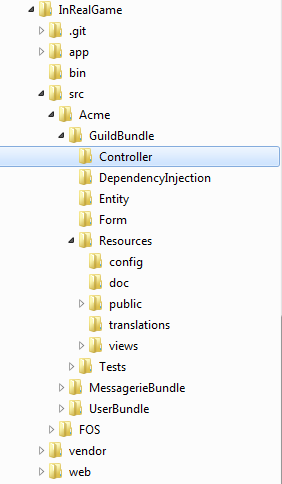 InRealGame
.git
app
bin
src
Acme
GuildBundle
Controller
DependencyInjection
Entity
Form
Resources
config
doc
public
translations
views
Tests
MessagerieBundle
UserBundle
FOS
vendor
web